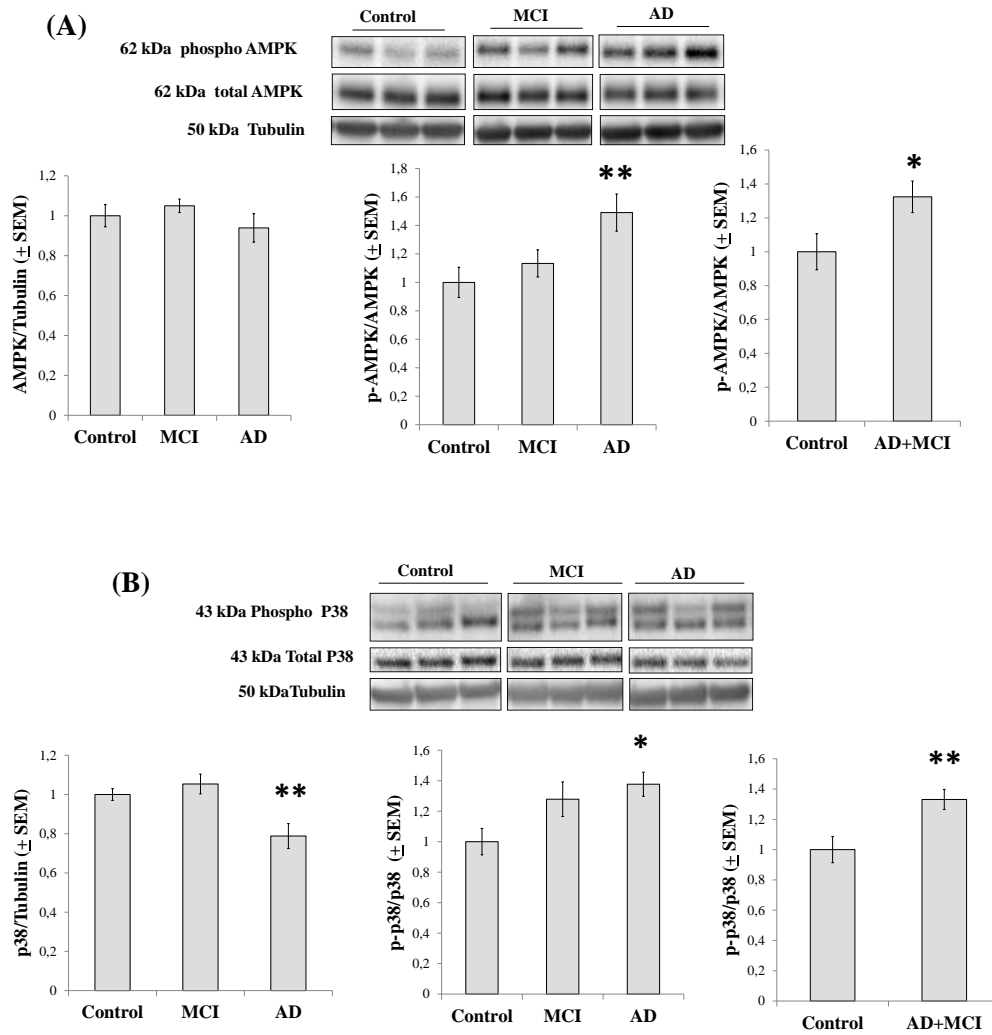 (A)
Control MCI AD
62 kDa phospho AMPK
62 kDa total AMPK
50 kDa Tubulin
AMPK/Tubulin (± SEM)
1,2
1
0,8
0,6
0,4
0,2
0
Control MCI AD
p-AMPK/AMPK (± SEM)
1,8
1,6
1,4
1,2
1
0,8
0,6
0,4
0,2
0
**
Control MCI AD
p-AMPK/AMPK (± SEM)
1,6
1,4
1,2
1
0,8
0,6
0,4
0,2
0
*
Control AD+MCI
(B)
Control MCI AD
43 kDa Phospho P38
43 kDa Total P38
50 kDaTubulin
p38/Tubulin (± SEM)
1,2
1
0,8
0,6
0,4
0,2
0
**
Control MCI AD
p-p38/p38 (± SEM)
1,6
1,4
1,2
1
0,8
0,6
0,4
0,2
0
*
Control MCI AD
p-p38/p38 (± SEM)
1,6
1,4
1,2
1
0,8
0,6
0,4
0,2
0
**
Control AD+MCI